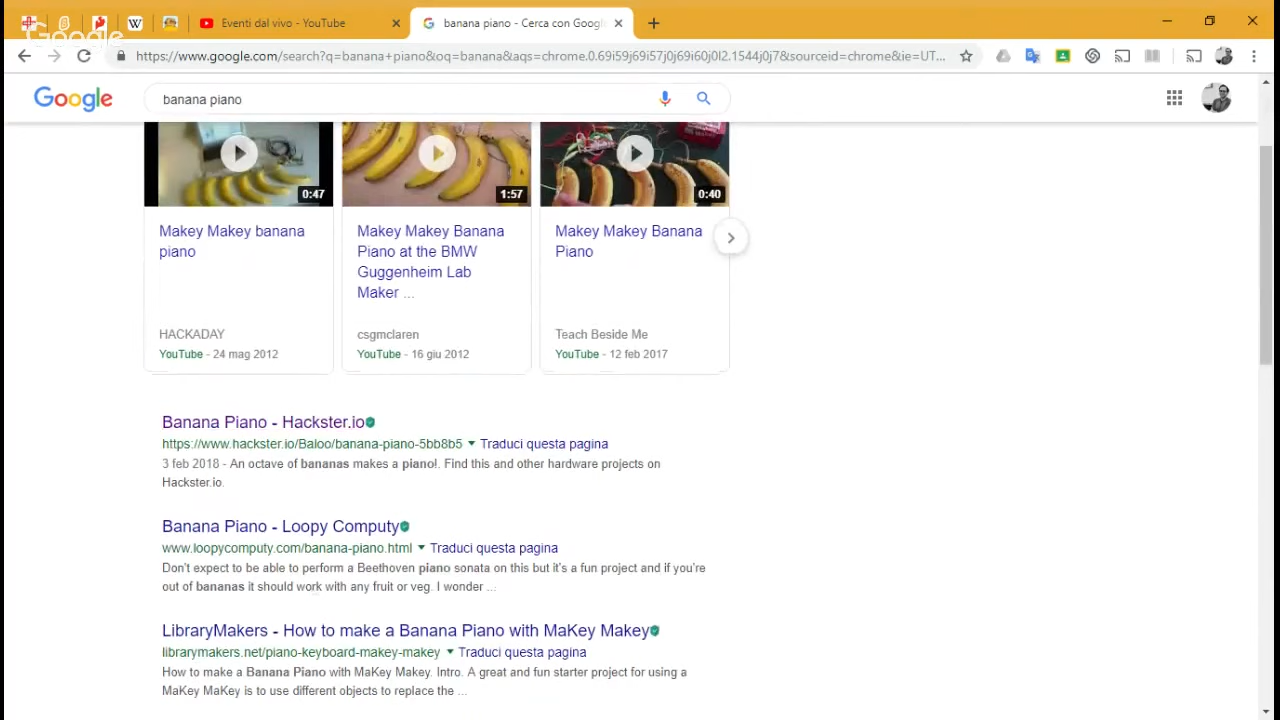 Eventi dal vivo - YouTube
banana piano - Cerca con Googl
Google
https://www.google.com/search?q=banana+piano&oq=banana&aqs=chrome.0.69i59j69i57j0j69i60j0l2.1544j0j7&sourceid=chrome&ie=UT...
Google
banana piano
0:47
1:57
0:40
Makey Makey banana
piano
Makey Makey Banana
Piano at the BMW
Guggenheim Lab
Maker ...
Makey Makey Banana
Piano
HACKADAY
YouTube - 24 mag 2012
csgmclaren
YouTube - 16 giu 2012
Teach Beside Me
YouTube - 12 feb 2017
Banana Piano - Hackster.io
https://www.hackster.io/Baloo/banana-piano-5bb8b5 Traduci questa pagina
3 feb 2018 - An octave of bananas makes a piano!. Find this and other hardware projects on
Hackster.io.
Banana Piano - Loopy Computy
www.loopycomputy.com/banana-piano.html Traduci questa pagina
Don't expect to be able to perform a Beethoven piano sonata on this but it's a fun project and if you're
out of bananas it should work with any fruit or veg. I wonder ...
LibraryMakers - How to make a Banana Piano with MaKey Makey
librarymakers.net/piano-keyboard-makey-makey Traduci questa pagina
How to make a Banana Piano with MaKey Makey. Intro. A great and fun starter project for using a
MaKey MaKey is to use different objects to replace the ...